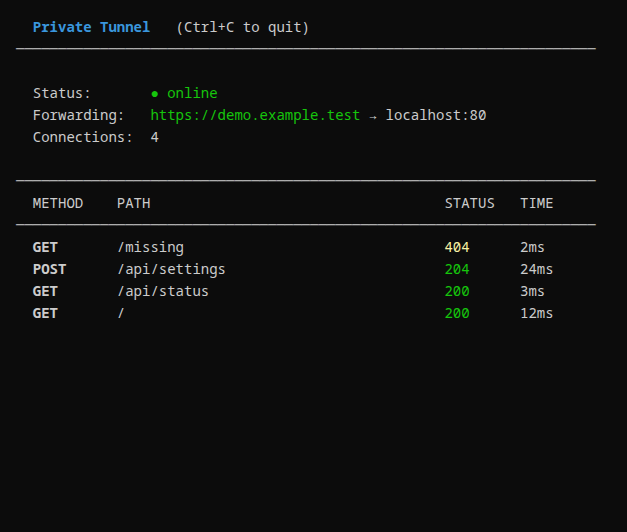 Private Tunnel (Ctrl+C to quit)
Status: ● online
Forwarding: https://demo.example.test → localhost:80
Connections: 4
METHOD PATH STATUS TIME
GET /missing 404 2ms
POST /api/settings 204 24ms
GET /api/status 200 3ms
GET / 200 12ms